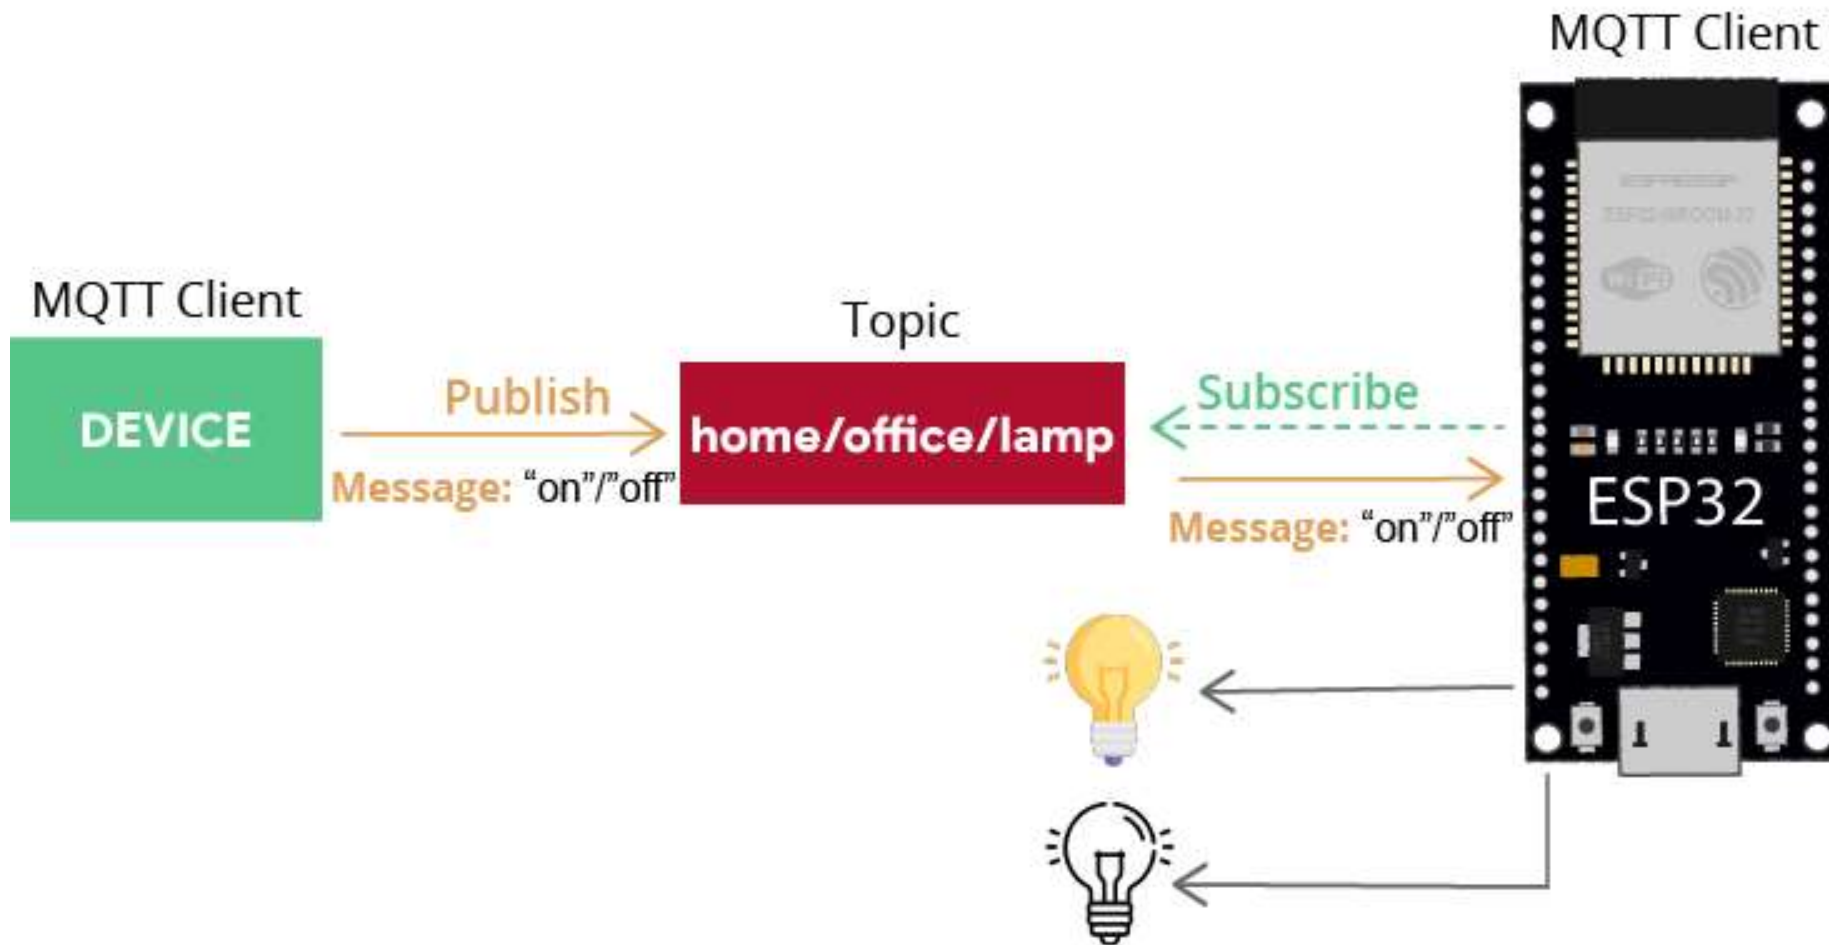 MQTT Client
MQTT Client
DEVICE
Publish
Message: “on”/”off”
Topic
home/office/lamp
Subscribe
Message: “on”/”off”
ESP32